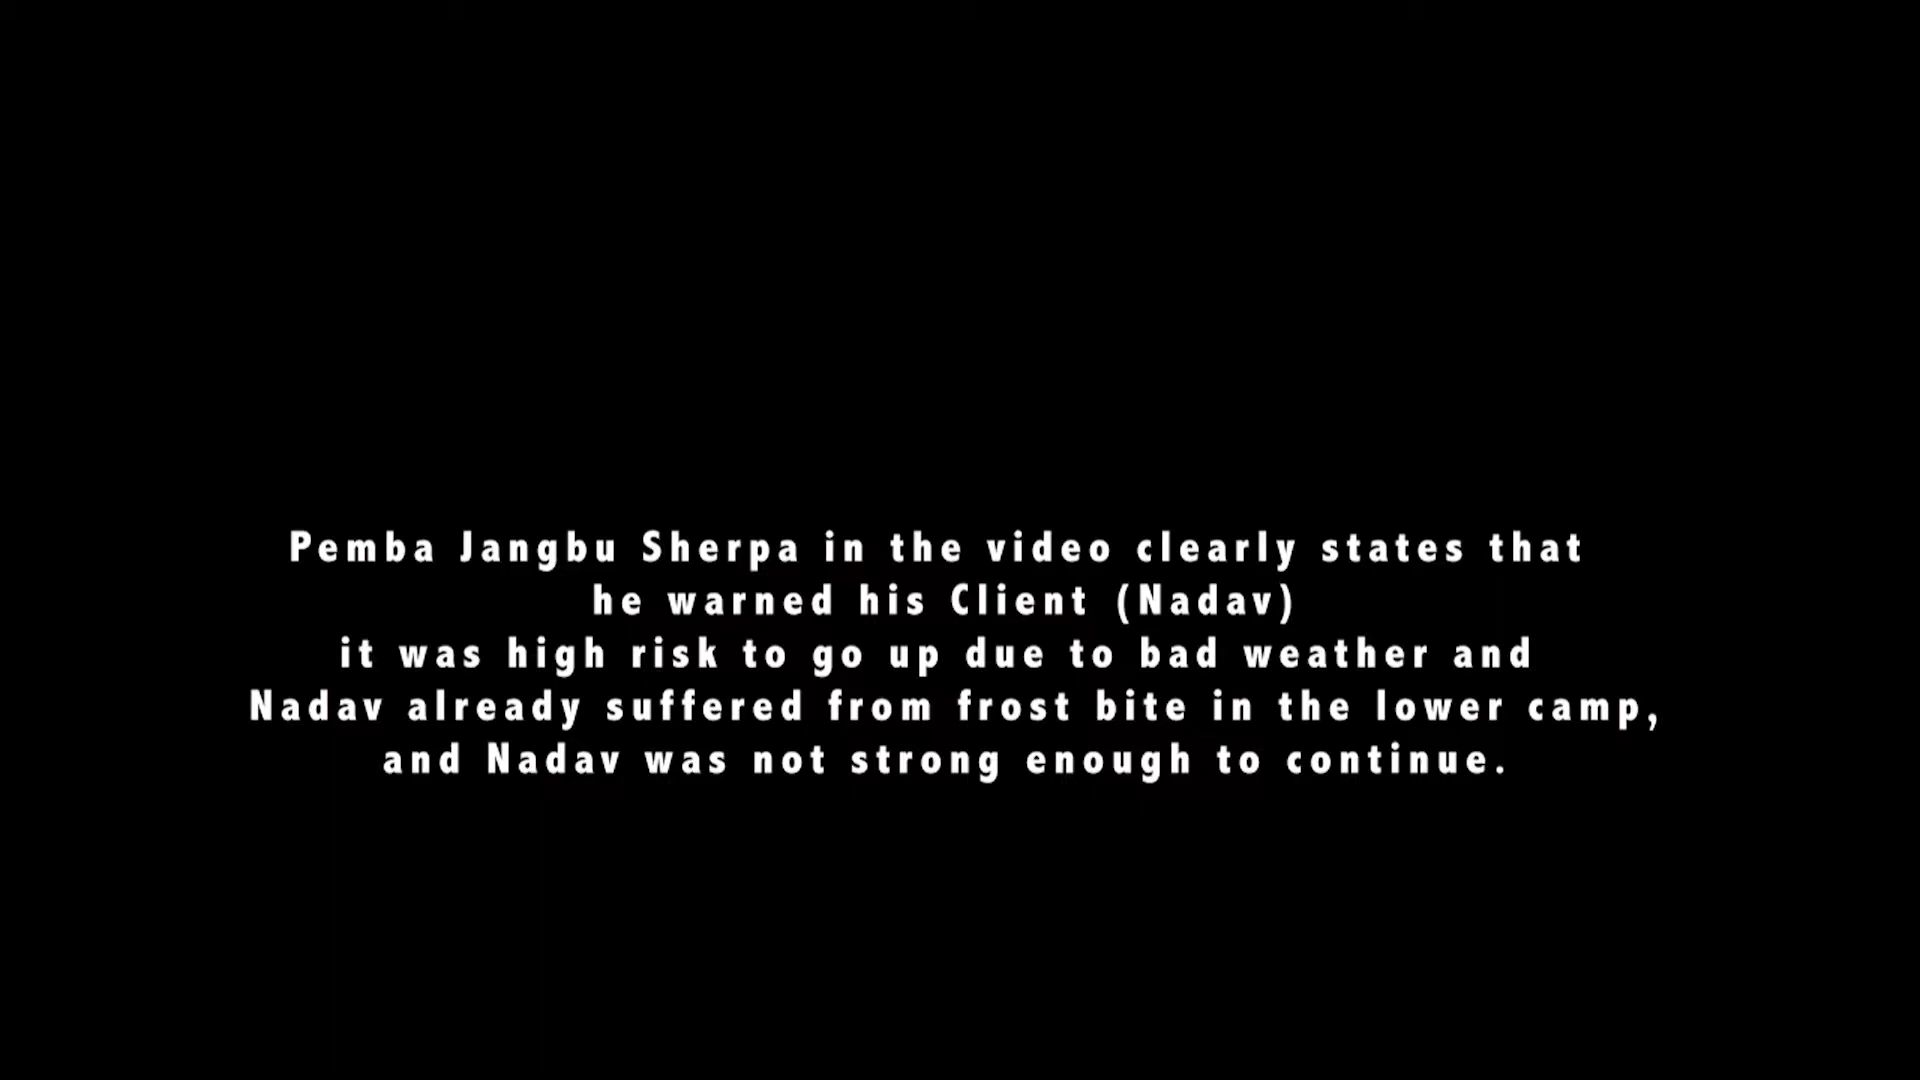 Pemba Jangbu Sherpa in the video clearly states that
he warned his Client (Nadav)
it was high risk to go up due to bad weather and
Nadav already suffered from frost bite in the lower camp,
and Nadav was not strong enough to continue.